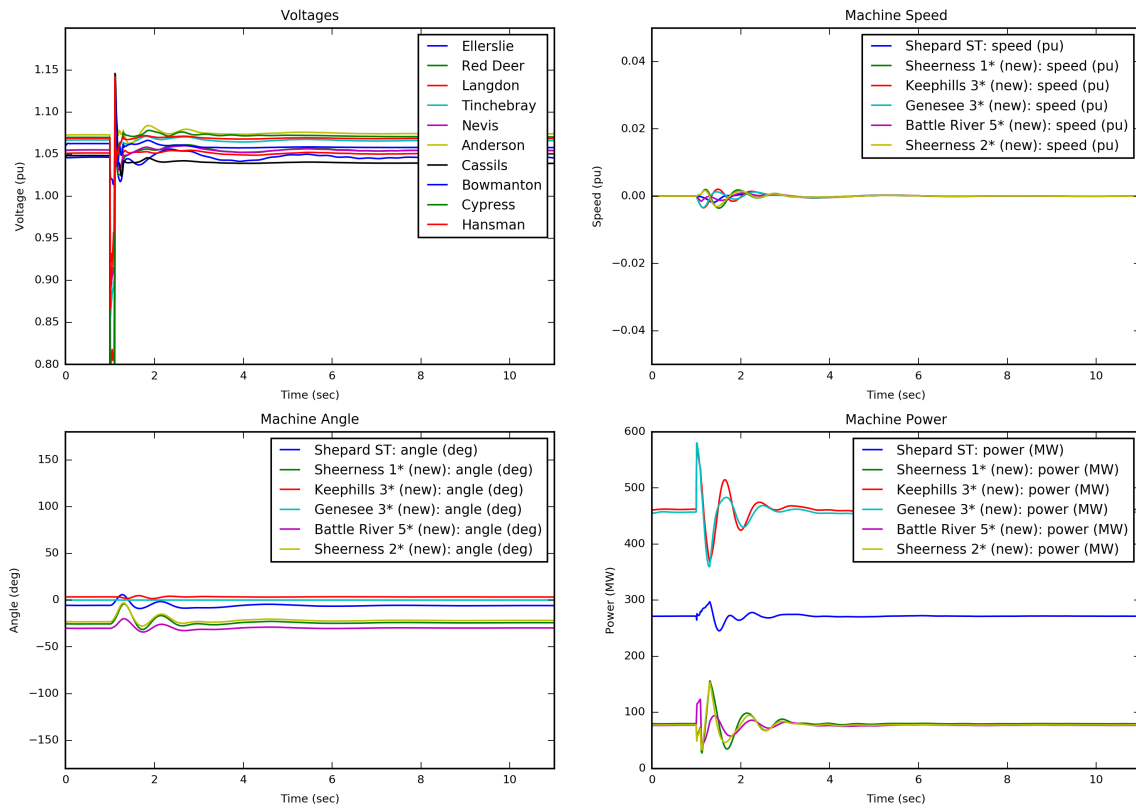 Voltages
Voltage (pu)
1.15
1.10
1.05
1.00
0.95
0.90
0.85
0.80
0
2
4
6
8
10
Time (sec)
Ellerslie
Red Deer
Langdon
Tinchebray
Nevis
Anderson
Cassils
Bowmanton
Cypress
Hansman
Machine Speed
Speed (pu)
0.04
0.02
0.00
−0.02
−0.04
0
2
4
6
8
10
Time (sec)
Shepard ST: speed (pu)
Sheerness 1* (new): speed (pu)
Keephills 3* (new): speed (pu)
Genesee 3* (new): speed (pu)
Battle River 5* (new): speed (pu)
Sheerness 2* (new): speed (pu)
Machine Angle
Angle (deg)
150
100
50
0
−50
−100
−150
0
2
4
6
8
10
Time (sec)
Shepard ST: angle (deg)
Sheerness 1* (new): angle (deg)
Keephills 3* (new): angle (deg)
Genesee 3* (new): angle (deg)
Battle River 5* (new): angle (deg)
Sheerness 2* (new): angle (deg)
Machine Power
Power (MW)
600
500
400
300
200
100
0
0
2
4
6
8
10
Time (sec)
Shepard ST: power (MW)
Sheerness 1* (new): power (MW)
Keephills 3* (new): power (MW)
Genesee 3* (new): power (MW)
Battle River 5* (new): power (MW)
Sheerness 2* (new): power (MW)